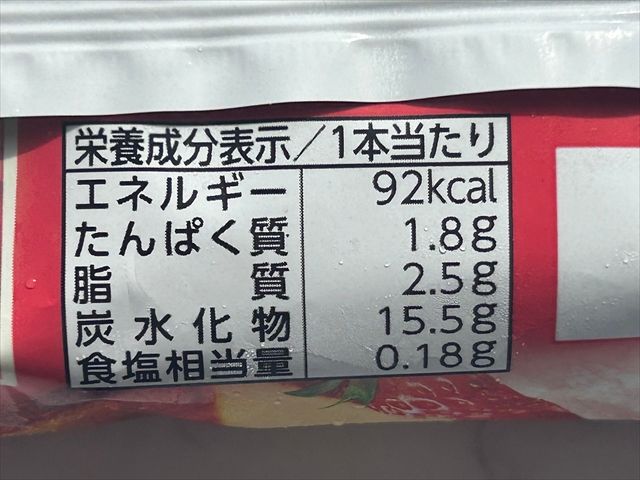 栄養成分表示／1本当たり
エネルギー 92kcal
たんぱく質 1.8g
脂質 2.5g
炭水化物 15.5g
食塩相当量 0.18g